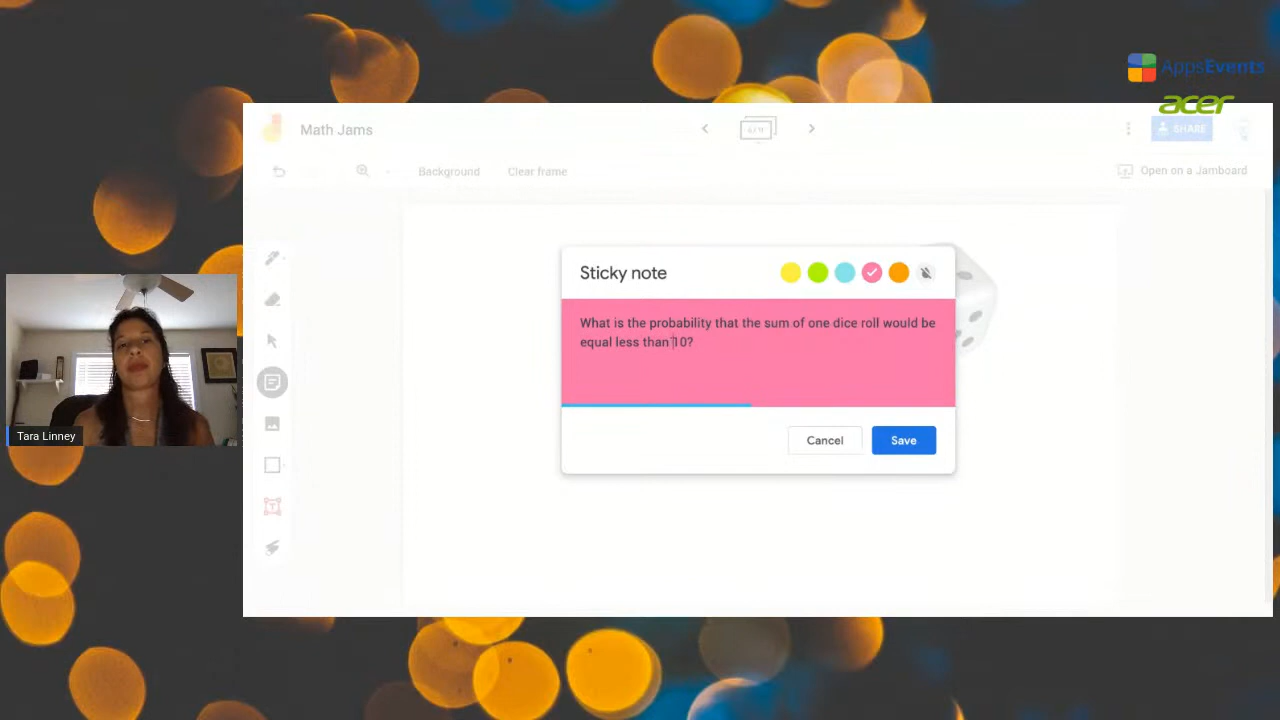 AppsEvents
acer
Math Jams
SHARE
Background
Clear frame
Open on a Jamboard
Sticky note
What is the probability that the sum of one dice roll would be
equal less than 10?
Cancel
Save
Tara Linney